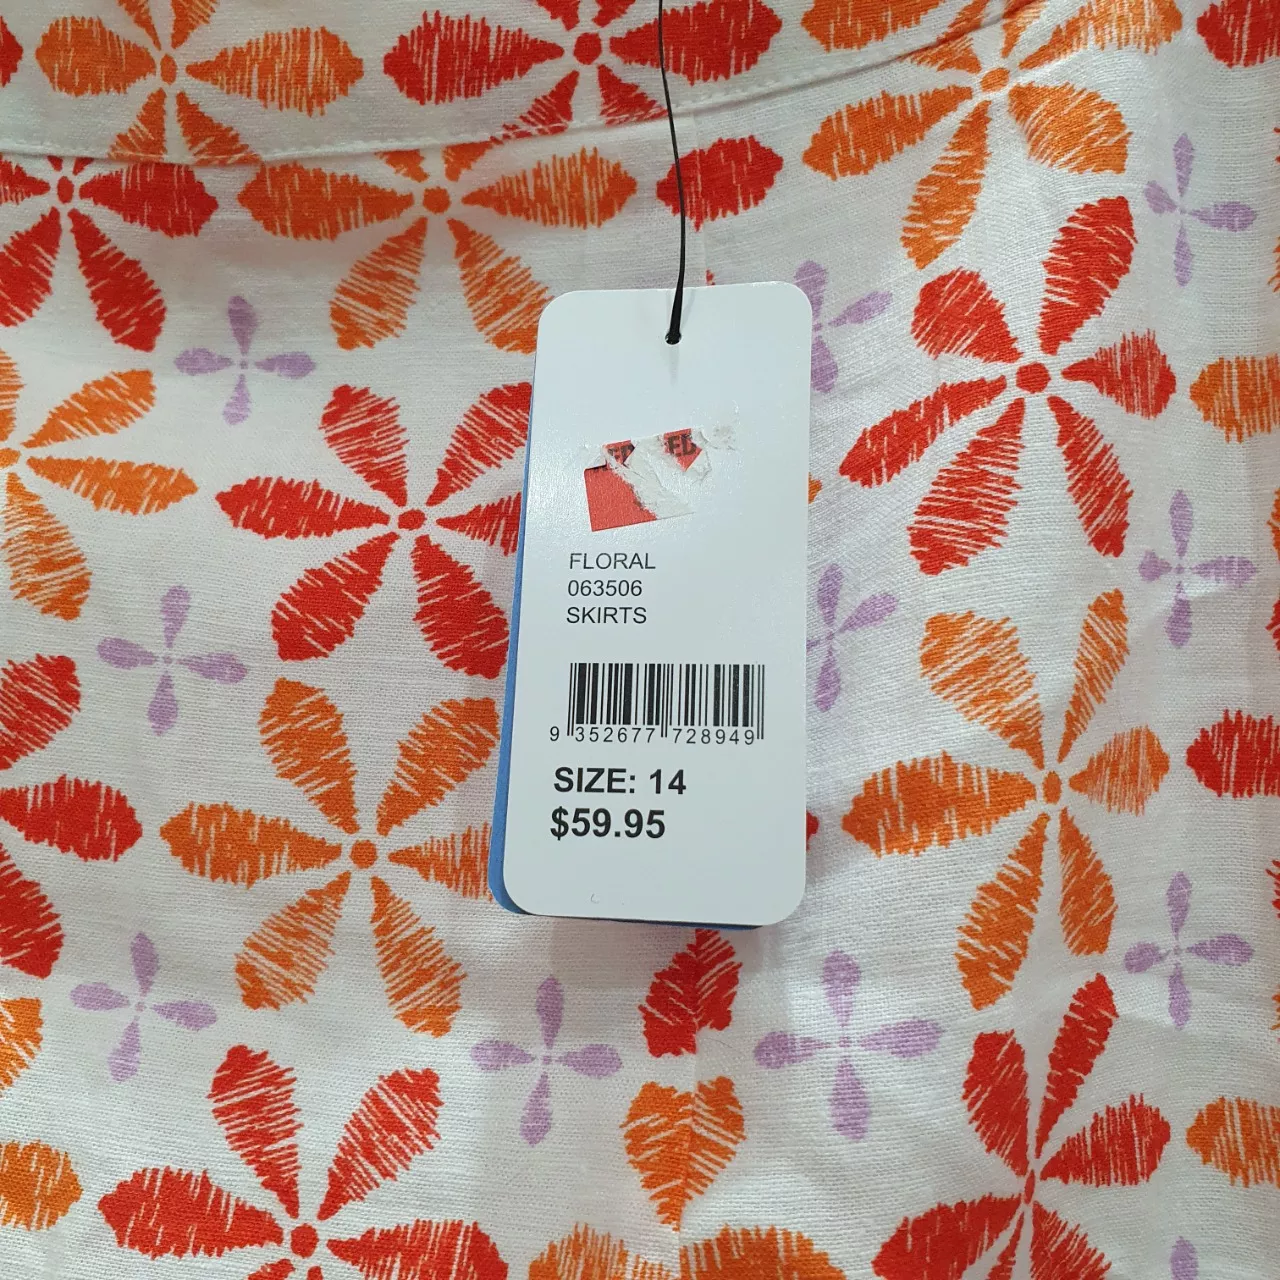 FLORAL
063506
SKIRTS
9 352677 728949
SIZE: 14
$59.95